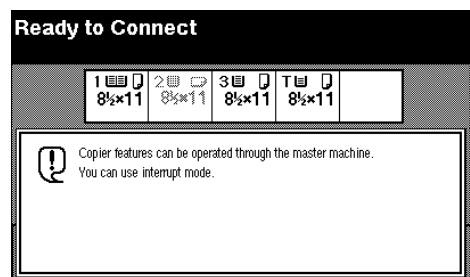 Ready to Connect
1 2 3 T
8½×11 8½×11 8½×11 8½×11
Copier features can be operated through the master machine.
You can use interrupt mode.